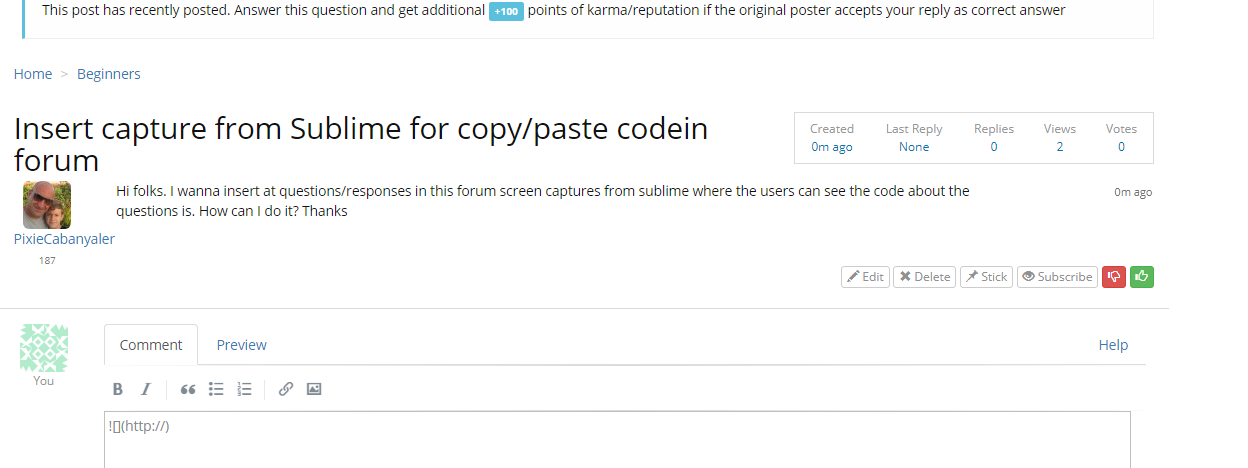 This post has recently posted. Answer this question and get additional +100 points of karma/reputation if the original poster accepts your reply as correct answer
Home > Beginners
Insert capture from Sublime for copy/paste codein
forum
Created Last Reply Replies Views Votes
0m ago None 0 2 0
Hi folks. I wanna insert at questions/responses in this forum screen captures from sublime where the users can see the code about the
questions is. How can I do it? Thanks
0m ago
PixieCabanyaler
187
Edit Delete Stick Subscribe
You
Comment Preview Help
B I
![](http://)